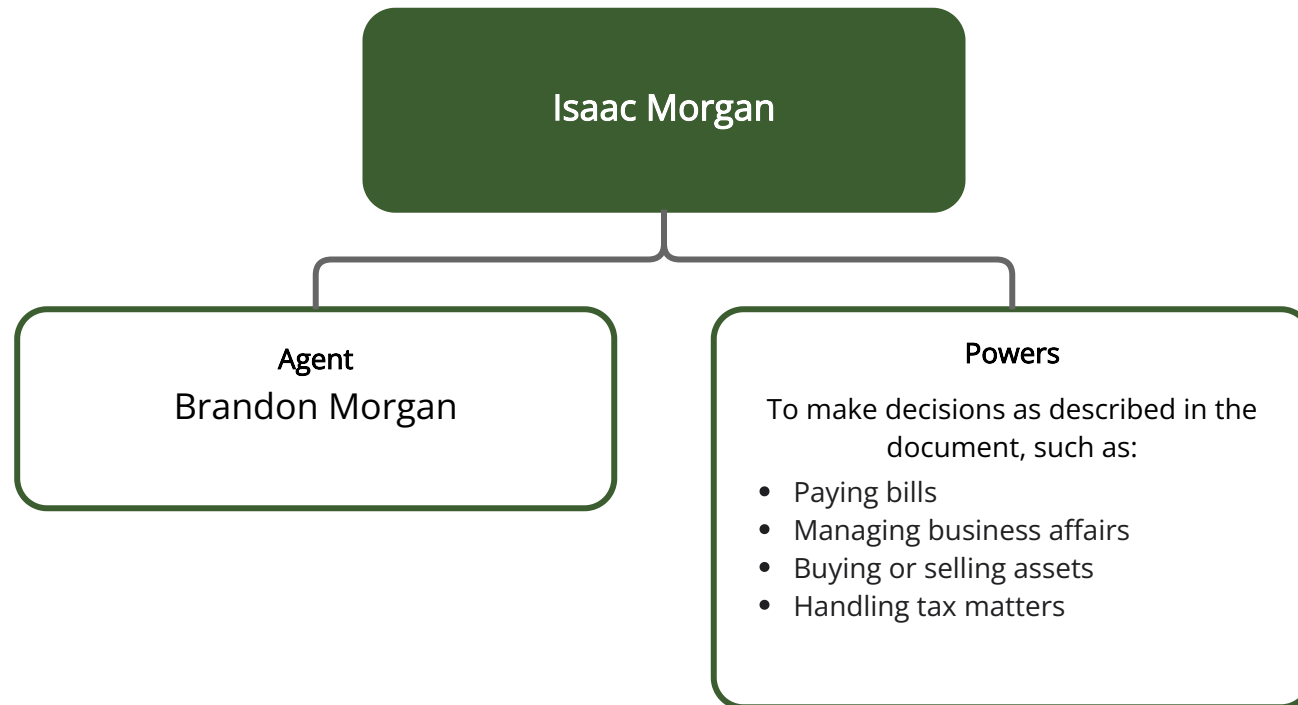 Isaac Morgan
Agent
Brandon Morgan
Powers
To make decisions as described in the
document, such as:
• Paying bills
• Managing business affairs
• Buying or selling assets
• Handling tax matters